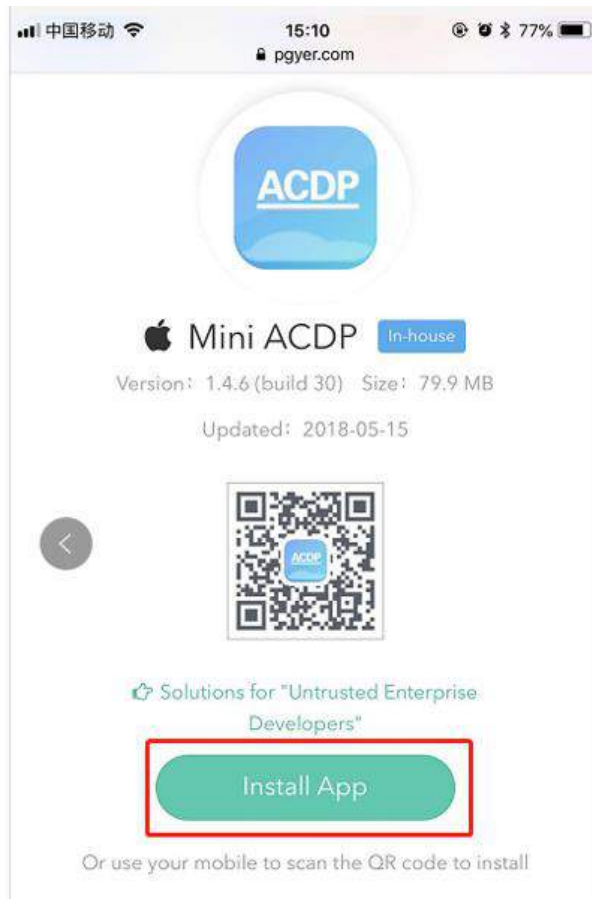 中国移动 15:10 77%
pgyer.com
ACDP
Mini ACDP In-house
Version: 1.4.6 (build 30) Size: 79.9 MB
Updated: 2018-05-15
ACDP
Solutions for "Untrusted Enterprise
Developers"
Install App
Or use your mobile to scan the QR code to install